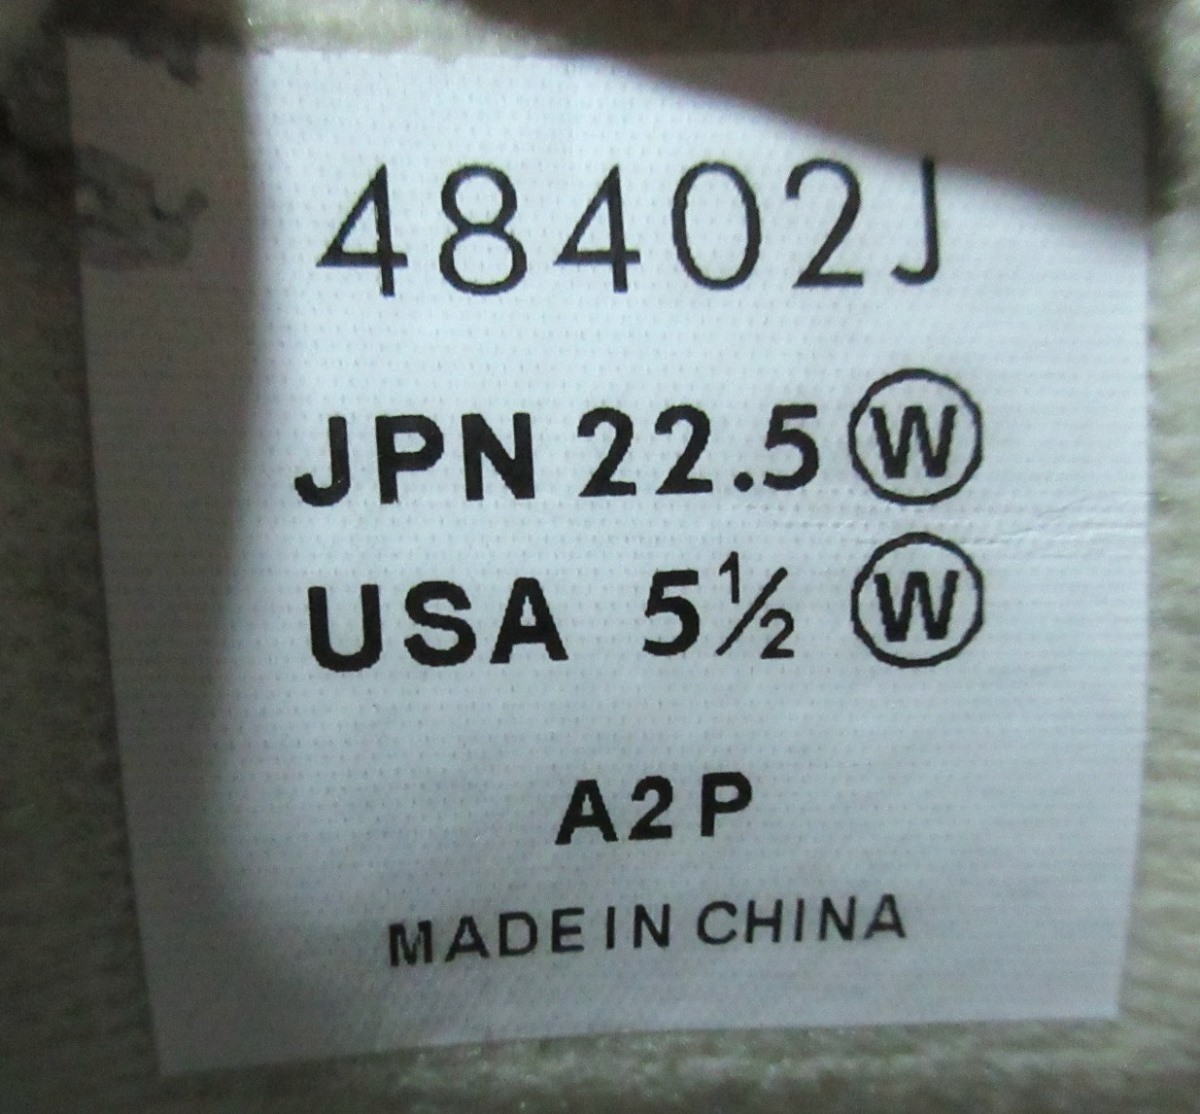 48402J
JPN 22.5 Ⓦ
USA 5½ Ⓦ
A2P
MADE IN CHINA